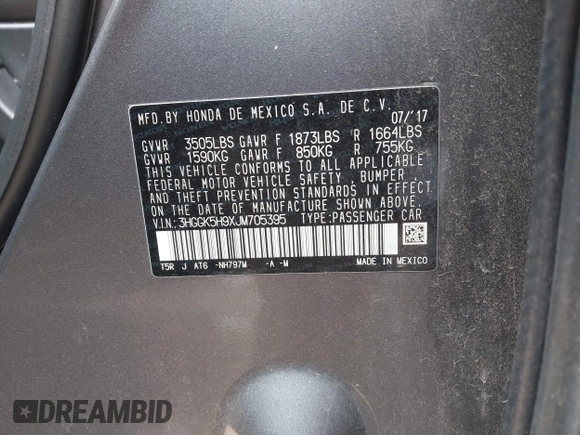 MFD. BY HONDA DE MEXICO S.A. DE C.V.
07/'17
GVWR 3505LBS GAWR F 1873LBS R 1664LBS
GVWR 1590KG GAWR F 850KG R 755KG
THIS VEHICLE CONFORMS TO ALL APPLICABLE
FEDERAL MOTOR VEHICLE SAFETY, BUMPER,
AND THEFT PREVENTION STANDARDS IN EFFECT
ON THE DATE OF MANUFACTURE SHOWN ABOVE.
V.I.N.: 3HGGK5H9XJM705395 TYPE: PASSENGER CAR
T5R J AT6 -NH797M -A -M MADE IN MEXICO
DREAMBID